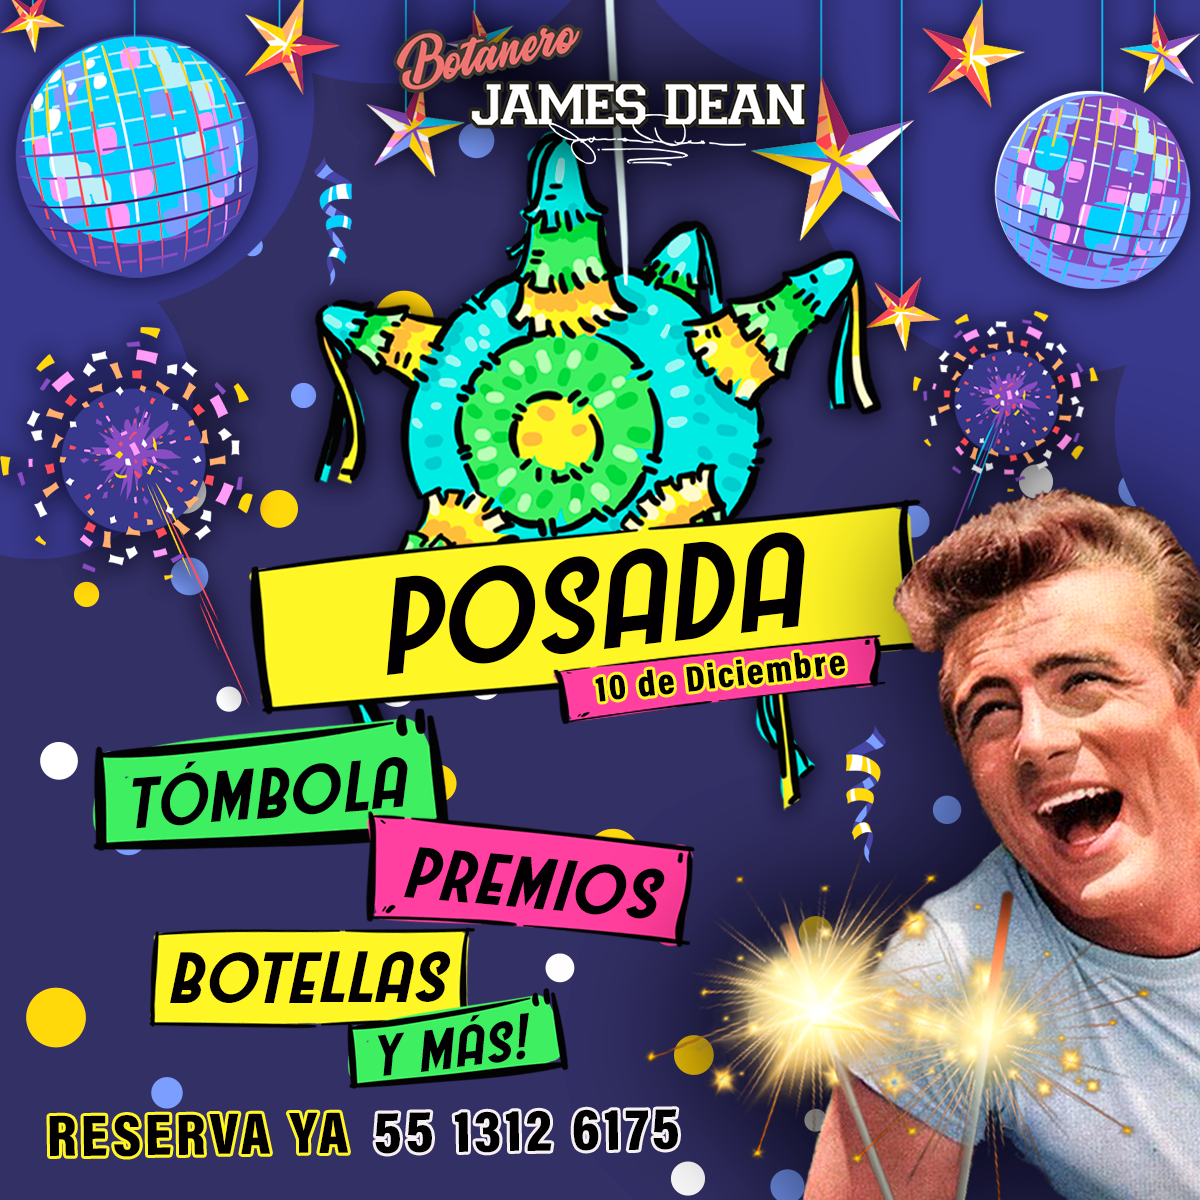 Botanero
JAMES DEAN
POSADA
10 de Diciembre
TÓMBOLA
PREMIOS
BOTELLAS
Y MÁS!
RESERVA YA 55 1312 6175